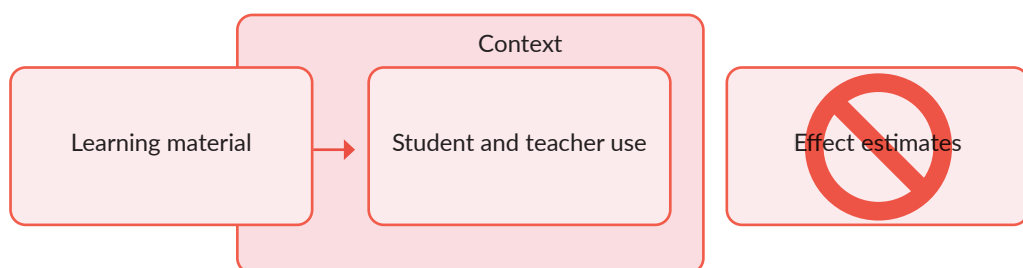 Context
Learning material
Student and teacher use
Effect estimates